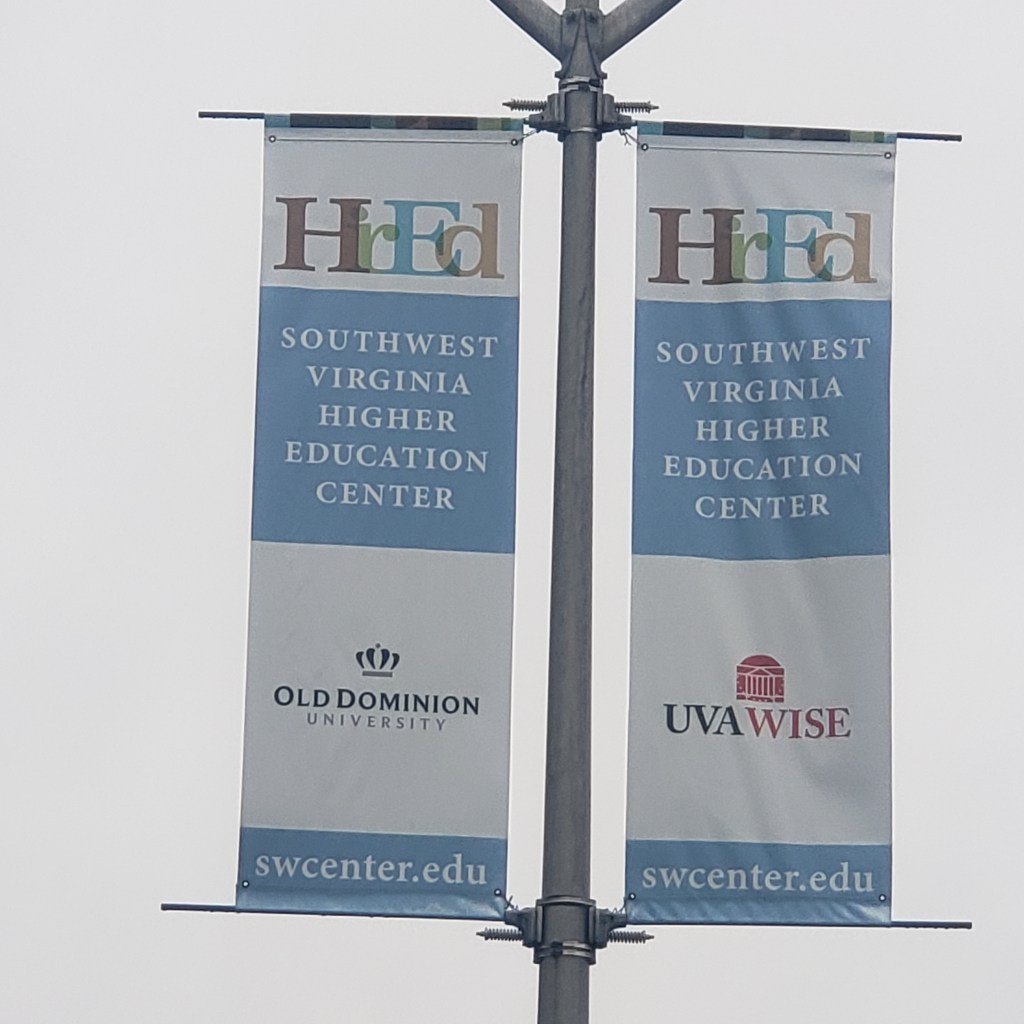 HirEd
SOUTHWEST
VIRGINIA
HIGHER
EDUCATION
CENTER
OLD DOMINION
UNIVERSITY
swcenter.edu
HirEd
SOUTHWEST
VIRGINIA
HIGHER
EDUCATION
CENTER
UVAWISE
swcenter.edu